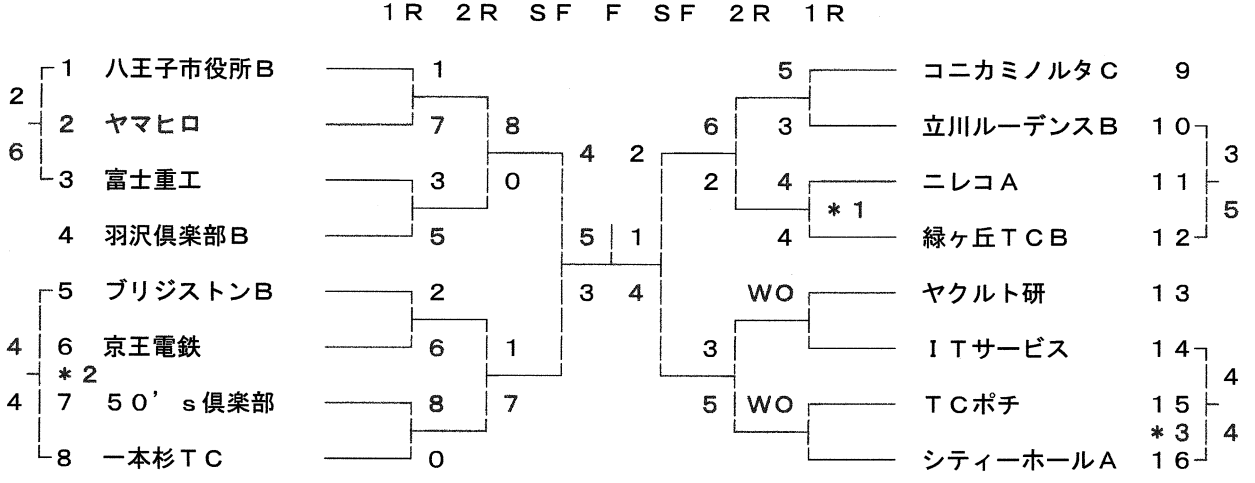 １Ｒ ２Ｒ ＳＦ Ｆ ＳＦ ２Ｒ １Ｒ
１ 八王子市役所Ｂ １ ５ コニカミノルタＣ ９
２
２ ヤマヒロ ７ ８ ６ ３ 立川ルーデンスＢ １０
６ ４ ２ ３
３ 富士重工 ３ ０ ２ ４ ニレコＡ １１
＊１ ５
４ 羽沢倶楽部Ｂ ５ ５ １ ４ 緑ヶ丘ＴＣＢ １２
５ ブリジストンＢ ２ ３ ４ ＷＯ ヤクルト研 １３
４ ６ 京王電鉄 ６ １ ３ ＩＴサービス １４
＊２ ４
４ ７ ５０’ｓ倶楽部 ８ ７ ５ ＷＯ ＴＣポチ １５
＊３ ４
８ 一本杉ＴＣ ０ シティーホールＡ １６